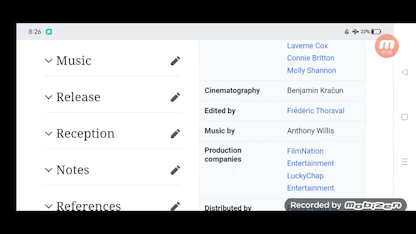 8:26
22%
Laverne Cox
Connie Britton
Molly Shannon
Music
Release
Reception
Notes
References
Cinematography Benjamin Kračun
Edited by Frédéric Thoraval
Music by Anthony Willis
Production companies FilmNation
Entertainment
LuckyChap
Entertainment
Distributed by
Recorded by Mobizen